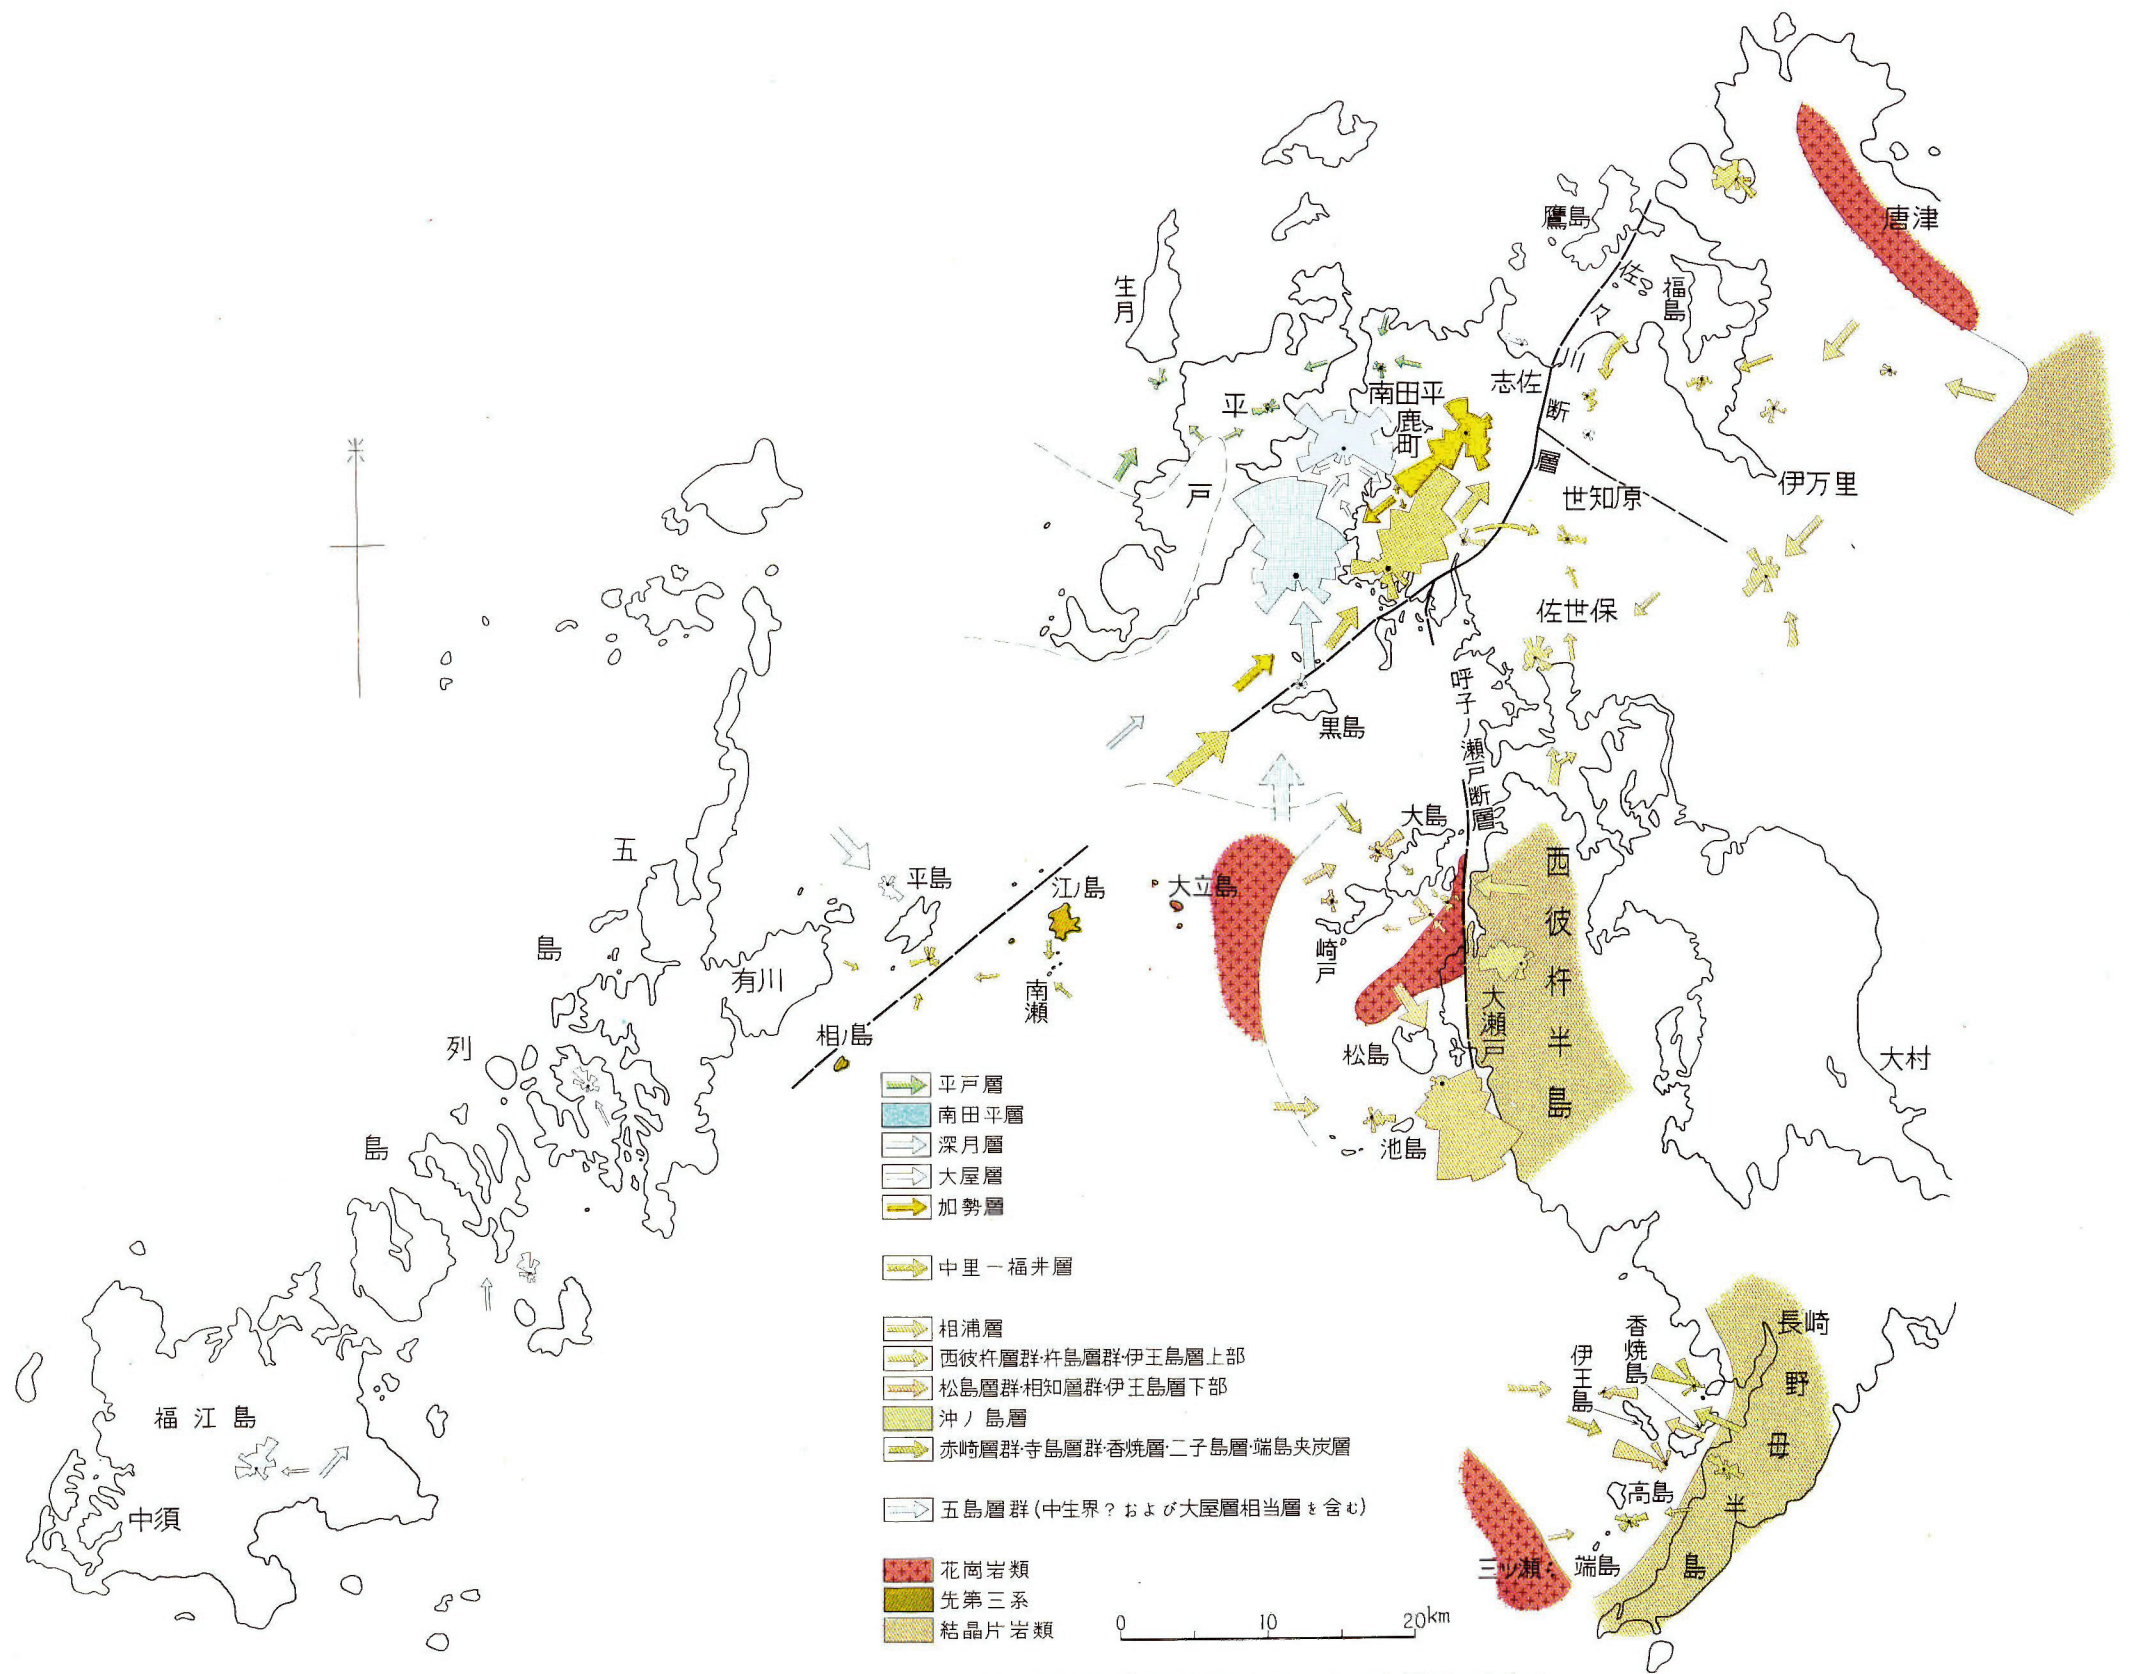 唐津
鷹島
佐々川断層
福島
生月
志佐
南田平
鹿町
平戸
伊万里
世知原
佐世保
黒島
呼子ノ瀬戸断層
大島
西彼杵半島
五島列島
平島
江ノ島
大立島
崎戸
有川
南瀬
大瀬戸
相ノ島
松島
大村
池島
平戸層
南田平層
深月層
大屋層
加勢層
中里－福井層
相浦層
西彼杵層群・杵島層群・伊王島層上部
松島層群・相知層群・伊王島層下部
沖ノ島層
赤崎層群・寺島層群・香焼層・二子島層・端島夾炭層
五島層群(中生界？および大屋層相当層を含む)
花崗岩類
先第三系
結晶片岩類
0 10 20km
長崎
香焼島
伊王島
野母半島
高島
三ツ瀬
端島
福江島
中須